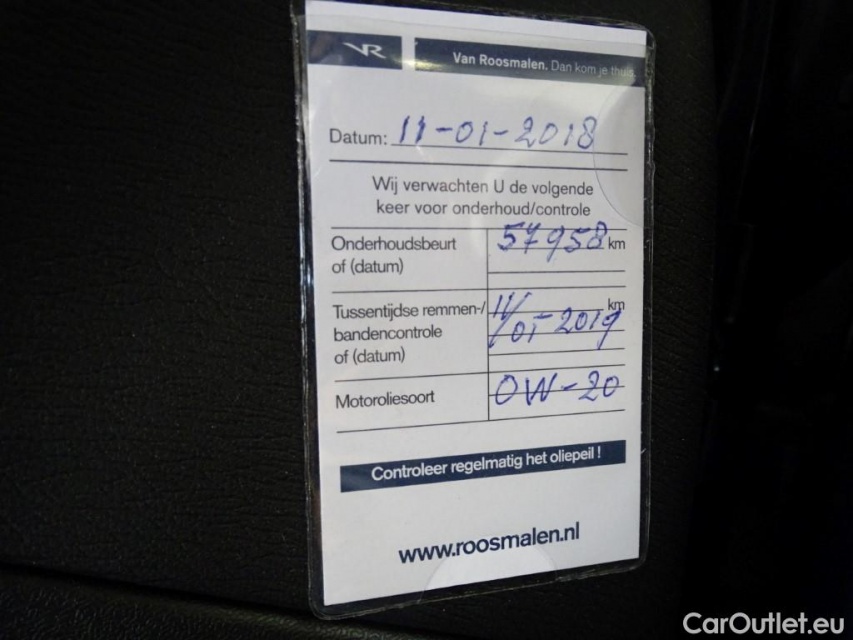 VR
Van Roosmalen. Dan kom je thuis.
Datum: 11-01-2018
Wij verwachten U de volgende
keer voor onderhoud/controle
Onderhoudsbeurt 57958 km
of (datum)
Tussentijdse remmen-/ km
bandencontrole 11/01-2019
of (datum)
Motoroliesoort 0W-20
Controleer regelmatig het oliepeil !
www.roosmalen.nl
CarOutlet.eu